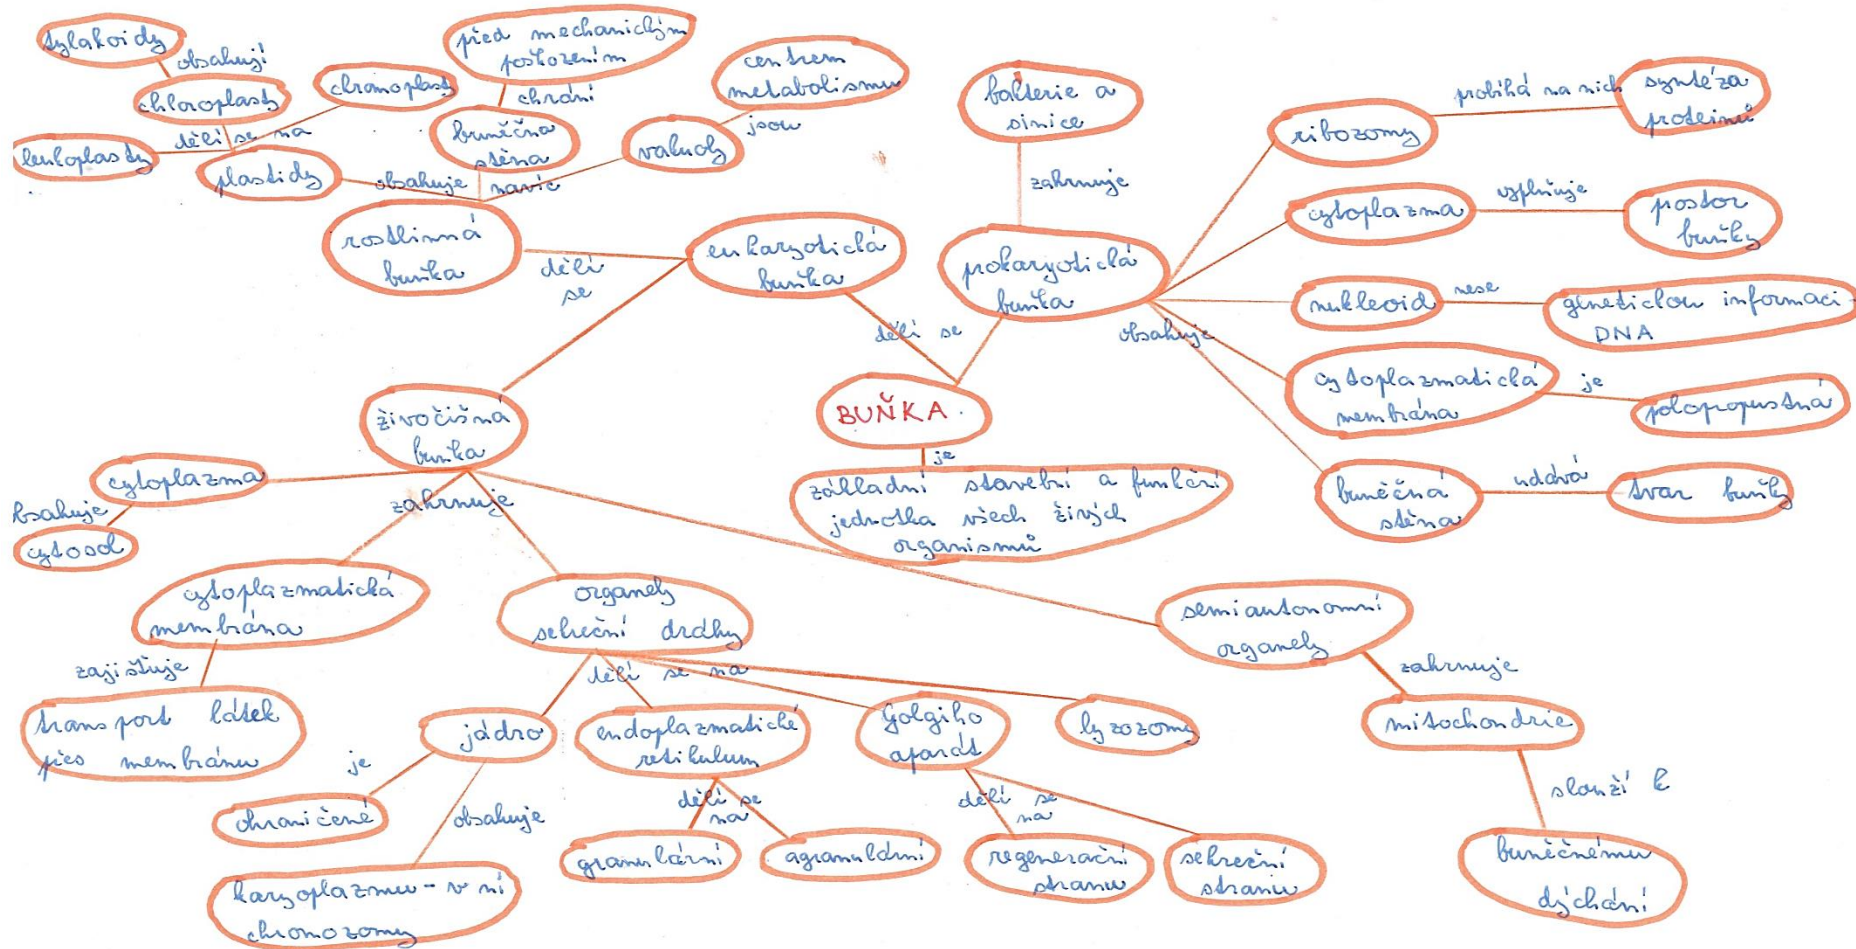 tylakoidy
obsahují
chloroplasty
chromoplasty
leukoplasty
dělí se na
plastidy
před mechanickým
poškozením
chrání
buněčná
stěna
centrem
metabolismu
jsou
vakuoly
obsahuje navíc
rostlinná
buňka
dělí
se
eukaryotická
buňka
bakterie a
sinice
zahrnuje
prokaryotická
buňka
dělí se
obsahuje
ribozomy
probíhá na nich
syntéza
proteinů
cytoplazma
vyplňuje
prostor
buňky
nukleoid
nese
genetickou informaci -
DNA
cytoplazmatická
membrána
je
polopropustná
buněčná
stěna
udává
tvar buňky
BUŇKA
je
základní stavební a funkční
jednotka všech živých
organismů
živočišná
buňka
zahrnuje
cytoplazma
obsahuje
cytosol
cytoplazmatická
membrána
zajišťuje
transport látek
přes membránu
organely
sekreční dráhy
dělí se na
jádro
je
ohraničené
obsahuje
karyoplazmu - v ní
chromozomy
endoplazmatické
retikulum
dělí se
na
granulární
agranulární
Golgiho
aparát
dělí se
na
regenerační
stranu
sekreční
stranu
lyzozomy
semiautonomní
organely
zahrnuje
mitochondrie
slouží k
buněčnému
dýchání